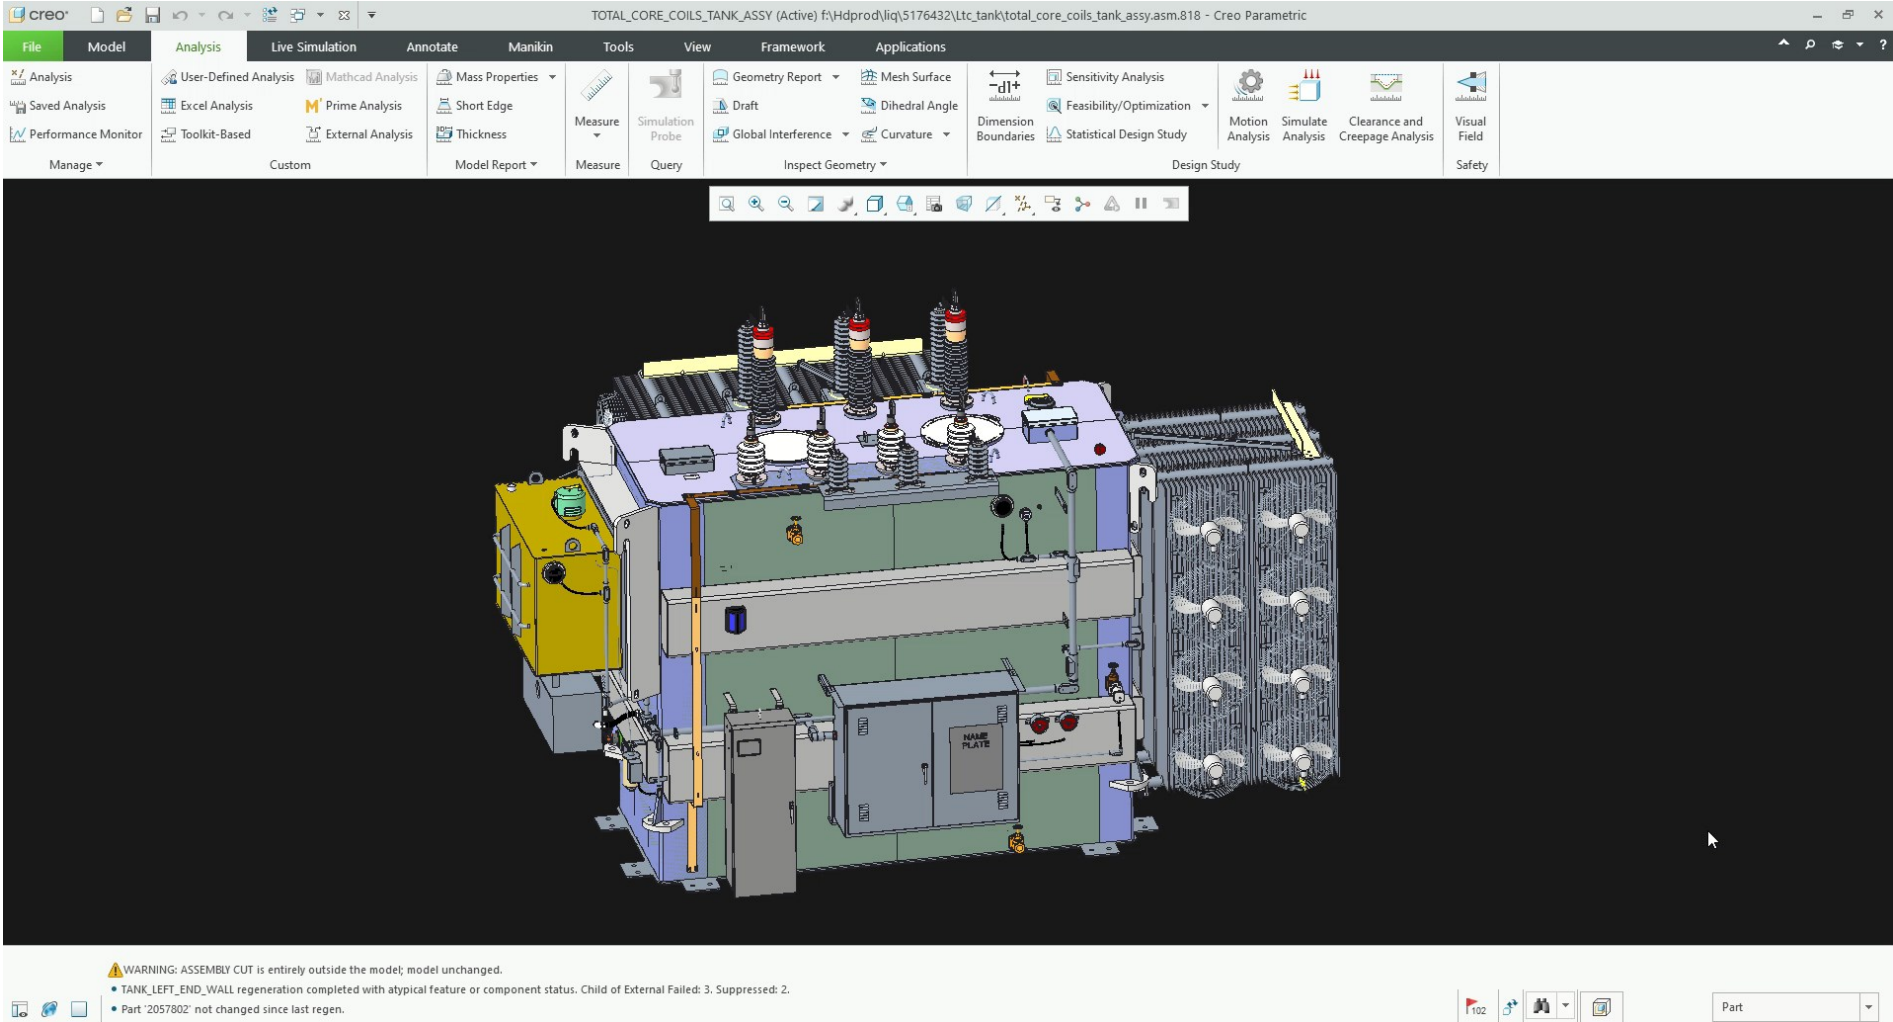 creo·
TOTAL_CORE_COILS_TANK_ASSY (Active) f:\Hdprod\liq\5176432\Ltc_tank\total_core_coils_tank_assy.asm.818 - Creo Parametric
File Model Analysis Live Simulation Annotate Manikin Tools View Framework Applications
Analysis
Saved Analysis
Performance Monitor
Manage
User-Defined Analysis
Excel Analysis
Toolkit-Based
Mathcad Analysis
Prime Analysis
External Analysis
Custom
Mass Properties
Short Edge
Thickness
Model Report
Measure
Measure
Simulation
Probe
Query
Geometry Report
Draft
Global Interference
Mesh Surface
Dihedral Angle
Curvature
Inspect Geometry
Dimension
Boundaries
Sensitivity Analysis
Feasibility/Optimization
Statistical Design Study
Motion
Analysis
Simulate
Analysis
Clearance and
Creepage Analysis
Design Study
Visual
Field
Safety
NAME
PLATE
WARNING: ASSEMBLY CUT is entirely outside the model; model unchanged.
• TANK_LEFT_END_WALL regeneration completed with atypical feature or component status. Child of External Failed: 3. Suppressed: 2.
• Part '2057802' not changed since last regen.
102
Part